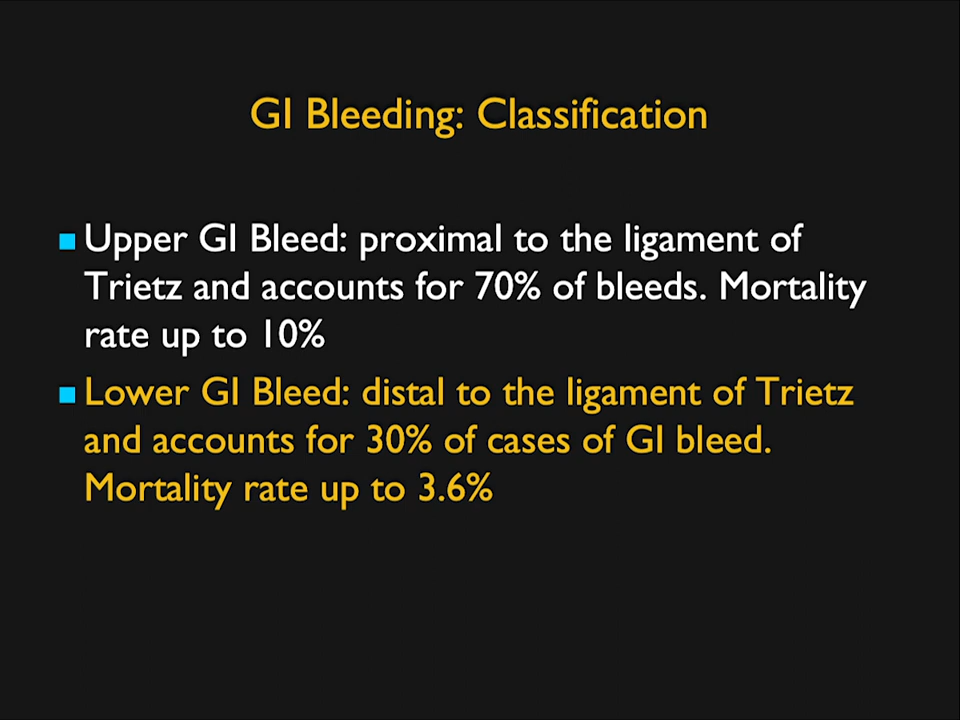 GI Bleeding: Classification
Upper GI Bleed: proximal to the ligament of
Trietz and accounts for 70% of bleeds. Mortality
rate up to 10%
Lower GI Bleed: distal to the ligament of Trietz
and accounts for 30% of cases of GI bleed.
Mortality rate up to 3.6%